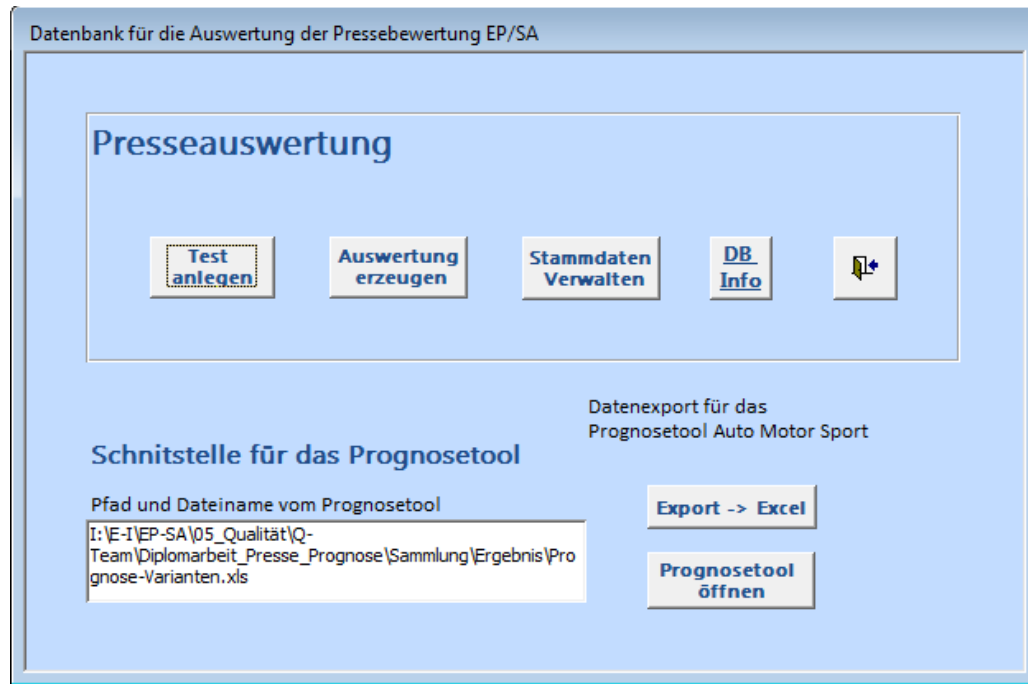 Datenbank für die Auswertung der Pressebewertung EP/SA
Presseauswertung
Test
anlegen
Auswertung
erzeugen
Stammdaten
Verwalten
DB
Info
Datenexport für das
Prognosetool Auto Motor Sport
Schnitstelle für das Prognosetool
Pfad und Dateiname vom Prognosetool
I:\E-I\EP-SA\05_Qualität\Q-
Team\Diplomarbeit_Presse_Prognose\Sammlung\Ergebnis\Pro
gnose-Varianten.xls
Export -> Excel
Prognosetool
öffnen